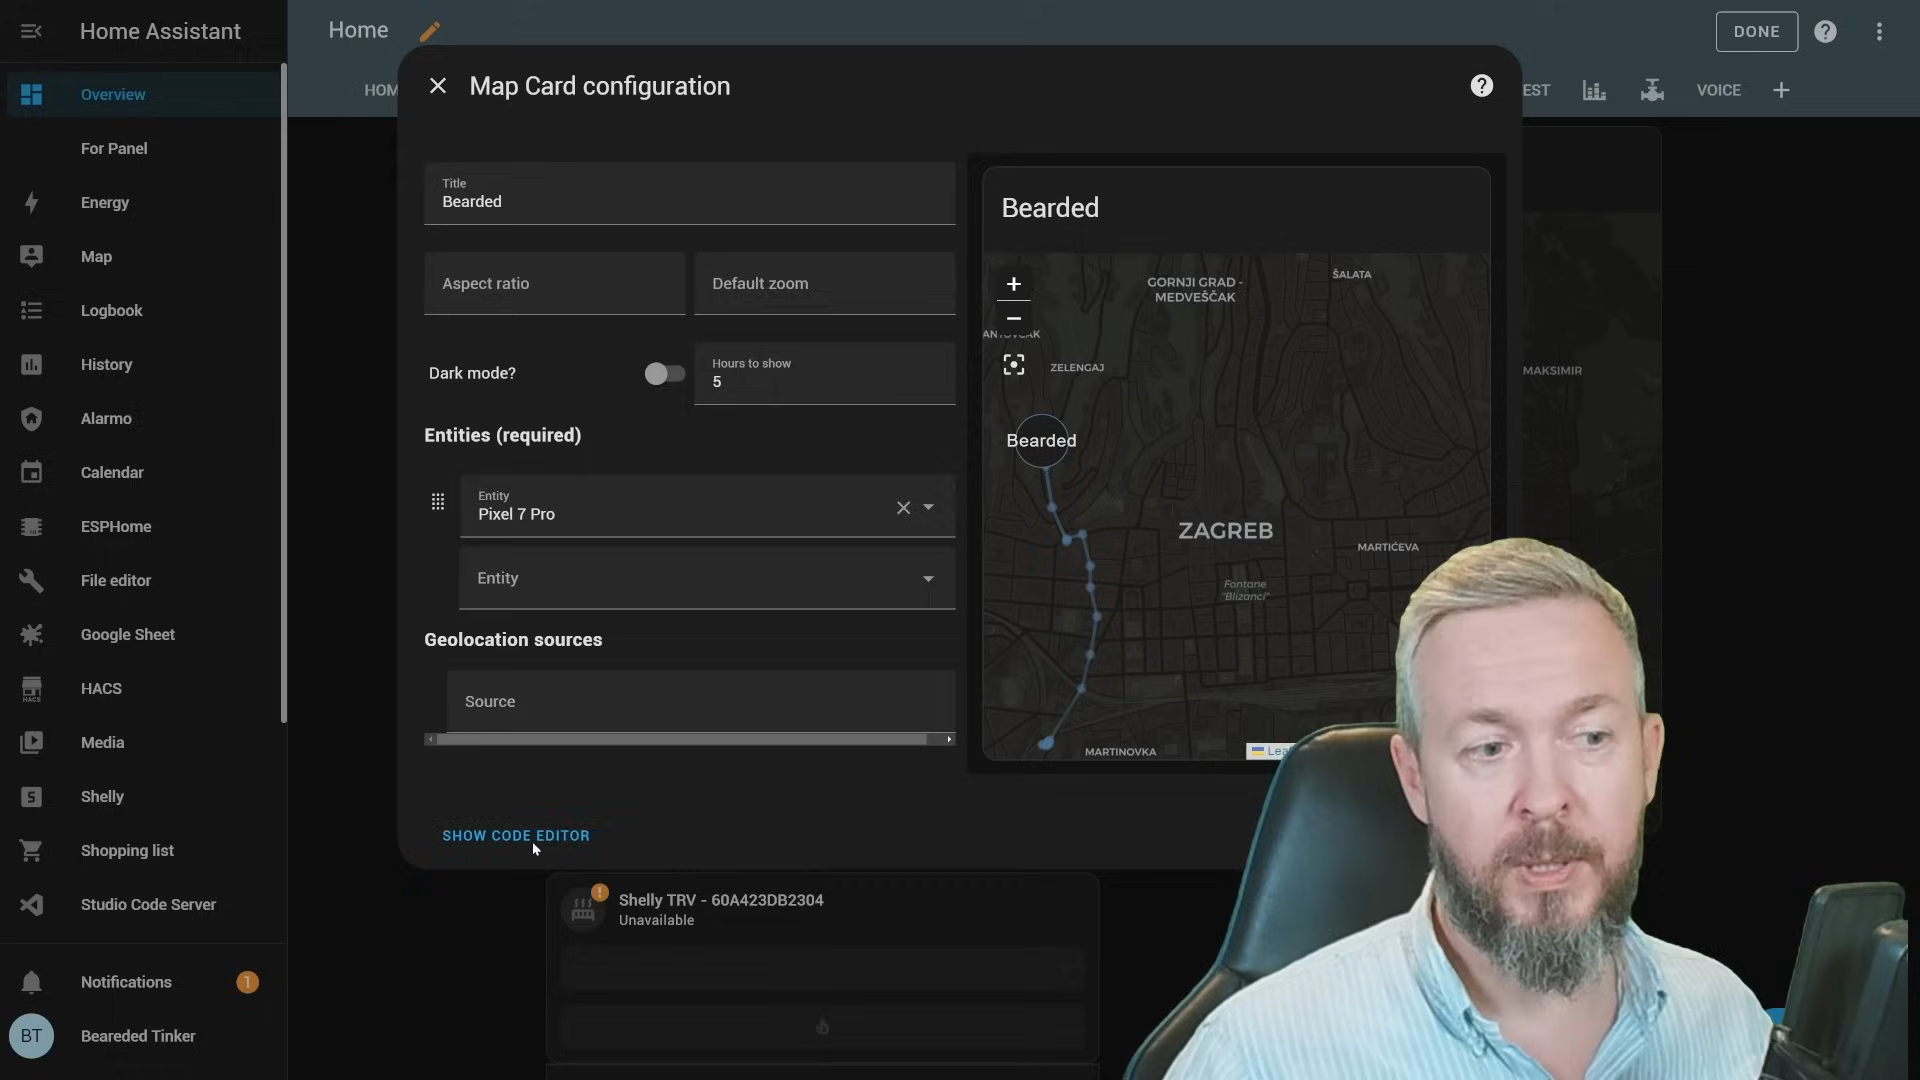 Home Assistant
Home
DONE
Overview
HOM
EST
VOICE
Map Card configuration
For Panel
Energy
Map
Logbook
History
Alarmo
Calendar
ESPHome
File editor
Google Sheet
HACS
HACS
Media
Shelly
Shopping list
Studio Code Server
Notifications
1
BT
Beareded Tinker
Title
Bearded
Aspect ratio
Default zoom
Dark mode?
Hours to show
5
Entities (required)
Entity
Pixel 7 Pro
Entity
Geolocation sources
Source
SHOW CODE EDITOR
Bearded
+
−
GORNJI GRAD -
MEDVEŠČAK
ŠALATA
ZELENGAJ
Bearded
ZAGREB
MARTIĆEVA
Fontane
"Blizanci"
MARTINOVKA
Lea
MAKSIMIR
Shelly TRV - 60A423DB2304
Unavailable